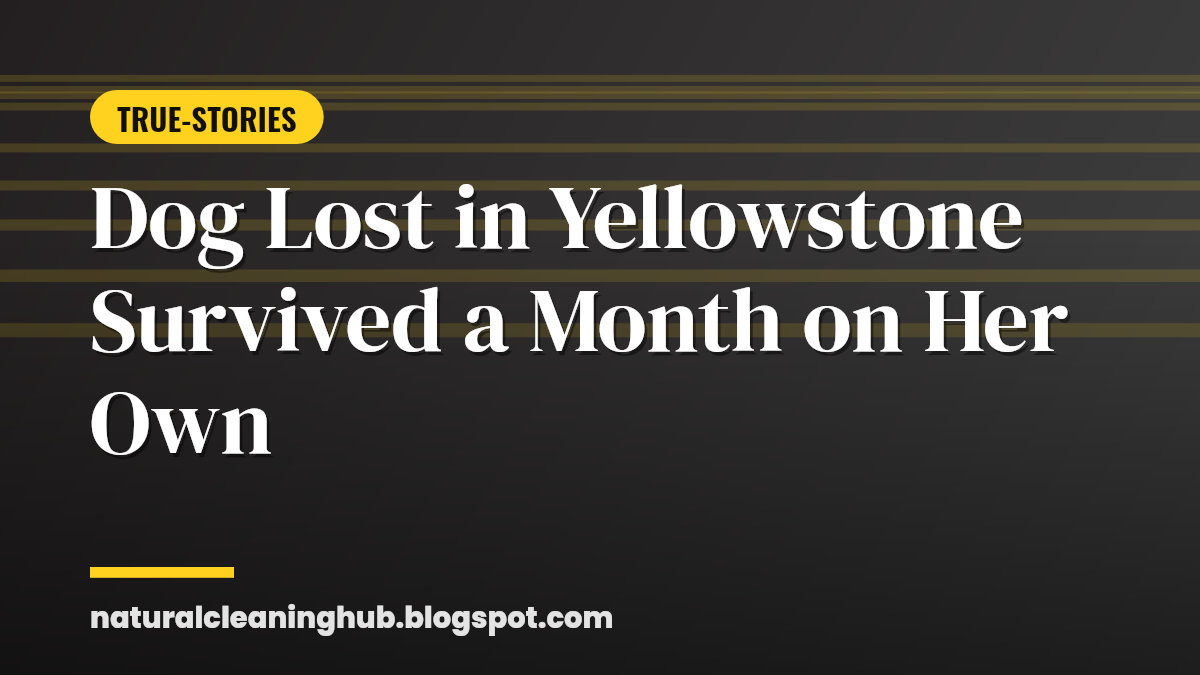 TRUE-STORIES
Dog Lost in Yellowstone
Survived a Month on Her
Own
naturalcleaninghub.blogspot.com